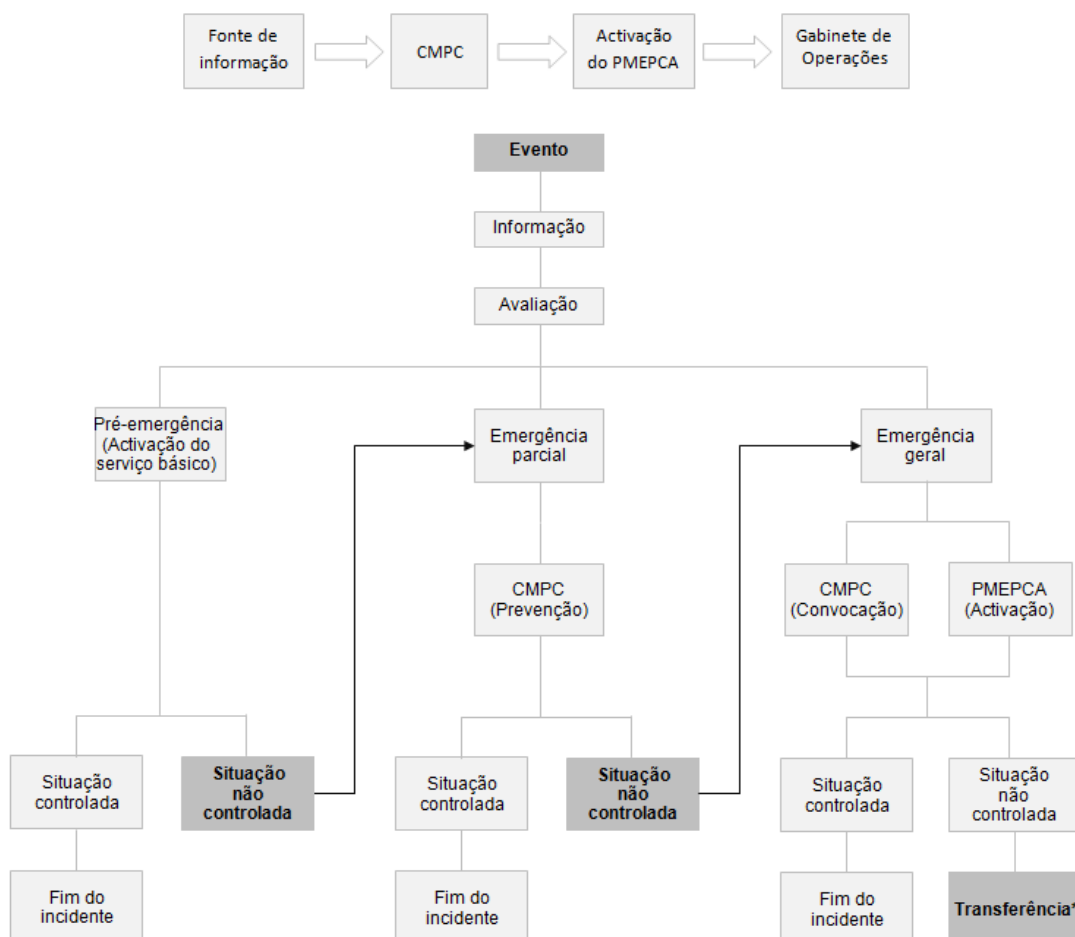 Fonte de
informação
CMPC
Activação
do PMEPCA
Gabinete de
Operações
Evento
Informação
Avaliação
Pré-emergência
(Activação do
serviço básico)
Emergência
parcial
Emergência
geral
CMPC
(Prevenção)
CMPC
(Convocação)
PMEPCA
(Activação)
Situação
controlada
Situação
não
controlada
Situação
controlada
Situação
não
controlada
Situação
controlada
Situação
não
controlada
Fim do
incidente
Fim do
incidente
Fim do
incidente
Transferência*